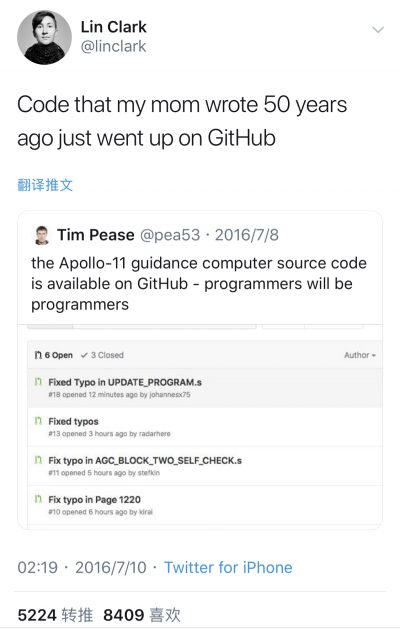 Lin Clark
@linclark
Code that my mom wrote 50 years
ago just went up on GitHub
翻译推文
Tim Pease @pea53 · 2016/7/8
the Apollo-11 guidance computer source code
is available on GitHub - programmers will be
programmers
6 Open ✓ 3 Closed Author
Fixed Typo in UPDATE_PROGRAM.s
#18 opened 12 minutes ago by johannesx75
Fixed typos
#13 opened 3 hours ago by radarhere
Fix typo in AGC_BLOCK_TWO_SELF_CHECK.s
#11 opened 5 hours ago by stefkin
Fix typo in Page 1220
#10 opened 6 hours ago by kirai
02:19 · 2016/7/10 · Twitter for iPhone
5224 转推 8409 喜欢